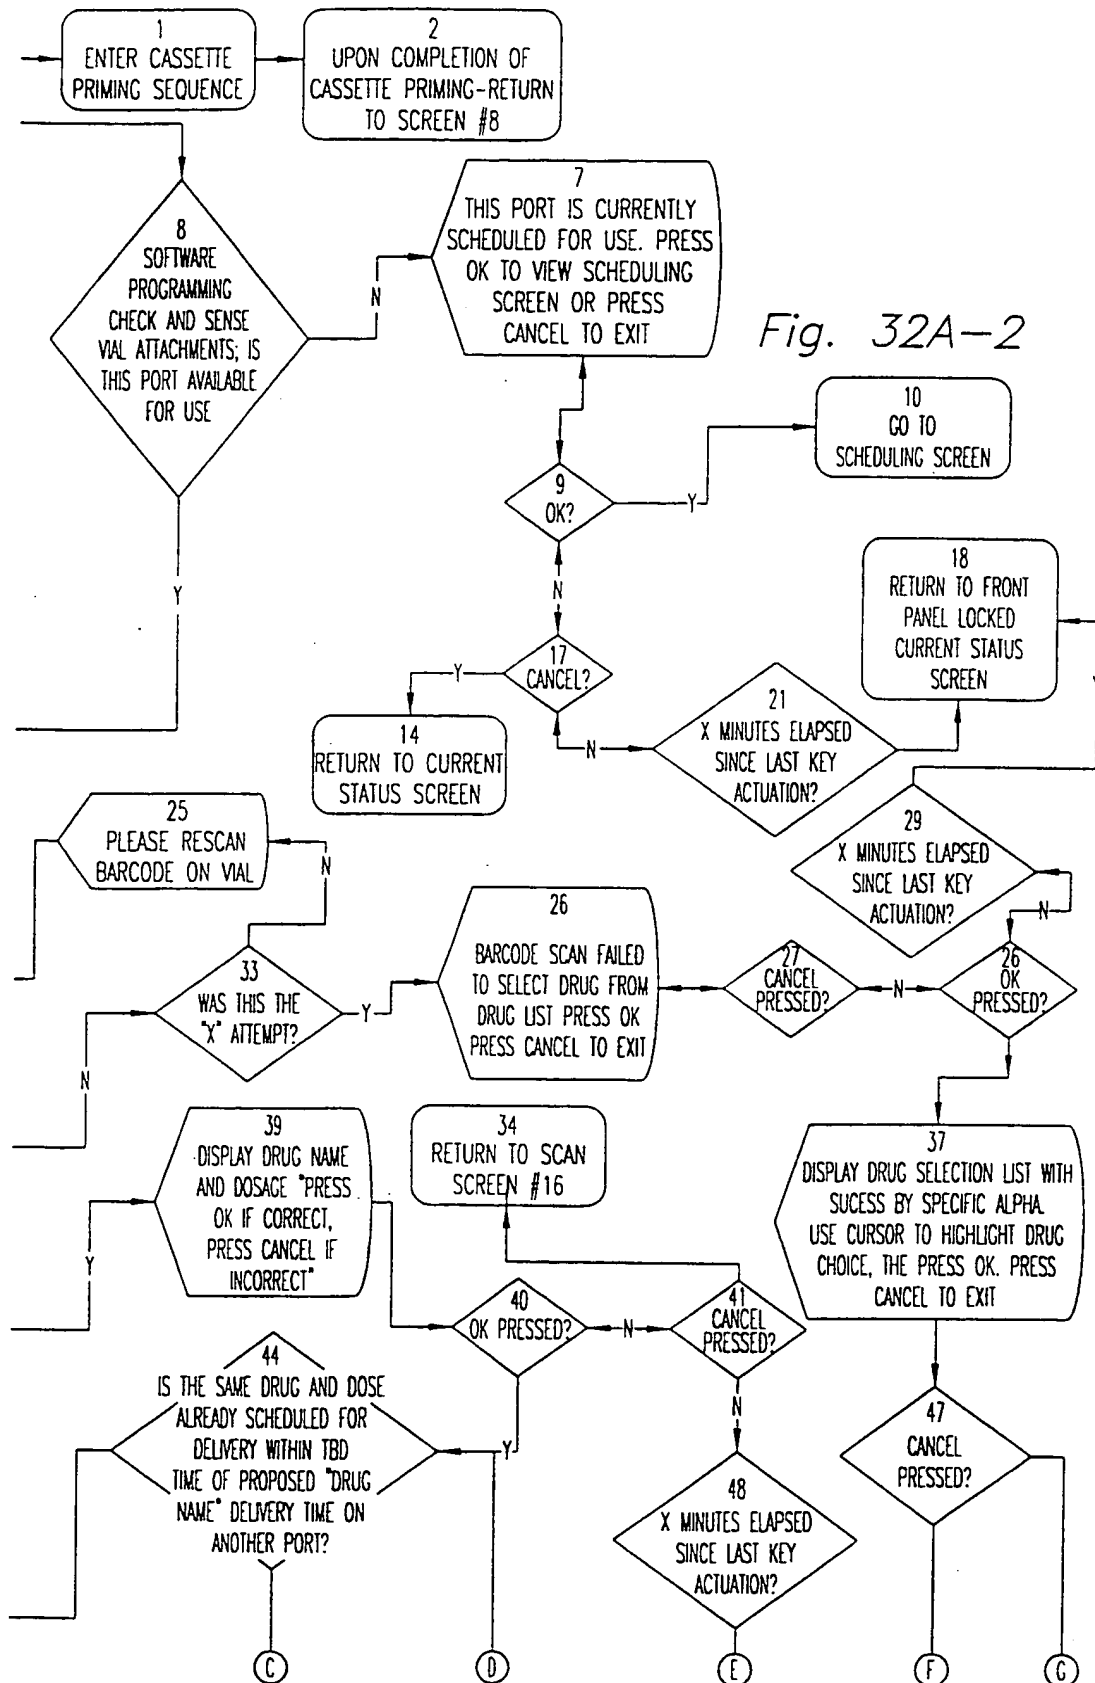 1
ENTER CASSETTE
PRIMING SEQUENCE
2
UPON COMPLETION OF
CASSETTE PRIMING-RETURN
TO SCREEN #8
8
SOFTWARE
PROGRAMMING
CHECK AND SENSE
VIAL ATTACHMENTS; IS
THIS PORT AVAILABLE
FOR USE
N
Y
7
THIS PORT IS CURRENTLY
SCHEDULED FOR USE. PRESS
OK TO VIEW SCHEDULING
SCREEN OR PRESS
CANCEL TO EXIT
Fig. 32A-2
10
GO TO
SCHEDULING SCREEN
9
OK?
Y
N
17
CANCEL?
Y
N
14
RETURN TO CURRENT
STATUS SCREEN
18
RETURN TO FRONT
PANEL LOCKED
CURRENT STATUS
SCREEN
21
X MINUTES ELAPSED
SINCE LAST KEY
ACTUATION?
Y
29
X MINUTES ELAPSED
SINCE LAST KEY
ACTUATION?
N
25
PLEASE RESCAN
BARCODE ON VIAL
N
33
WAS THIS THE
"X" ATTEMPT?
Y
N
26
BARCODE SCAN FAILED
TO SELECT DRUG FROM
DRUG LIST PRESS OK
PRESS CANCEL TO EXIT
27
CANCEL
PRESSED?
N
26
OK
PRESSED?
39
DISPLAY DRUG NAME
AND DOSAGE "PRESS
OK IF CORRECT,
PRESS CANCEL IF
INCORRECT"
Y
34
RETURN TO SCAN
SCREEN #16
37
DISPLAY DRUG SELECTION LIST WITH
SUCESS BY SPECIFIC ALPHA.
USE CURSOR TO HIGHLIGHT DRUG
CHOICE, THE PRESS OK. PRESS
CANCEL TO EXIT
40
OK PRESSED?
N
Y
41
CANCEL
PRESSED?
N
44
IS THE SAME DRUG AND DOSE
ALREADY SCHEDULED FOR
DELIVERY WITHIN TBD
TIME OF PROPOSED "DRUG
NAME" DELIVERY TIME ON
ANOTHER PORT?
48
X MINUTES ELAPSED
SINCE LAST KEY
ACTUATION?
47
CANCEL
PRESSED?
C
D
E
F
G